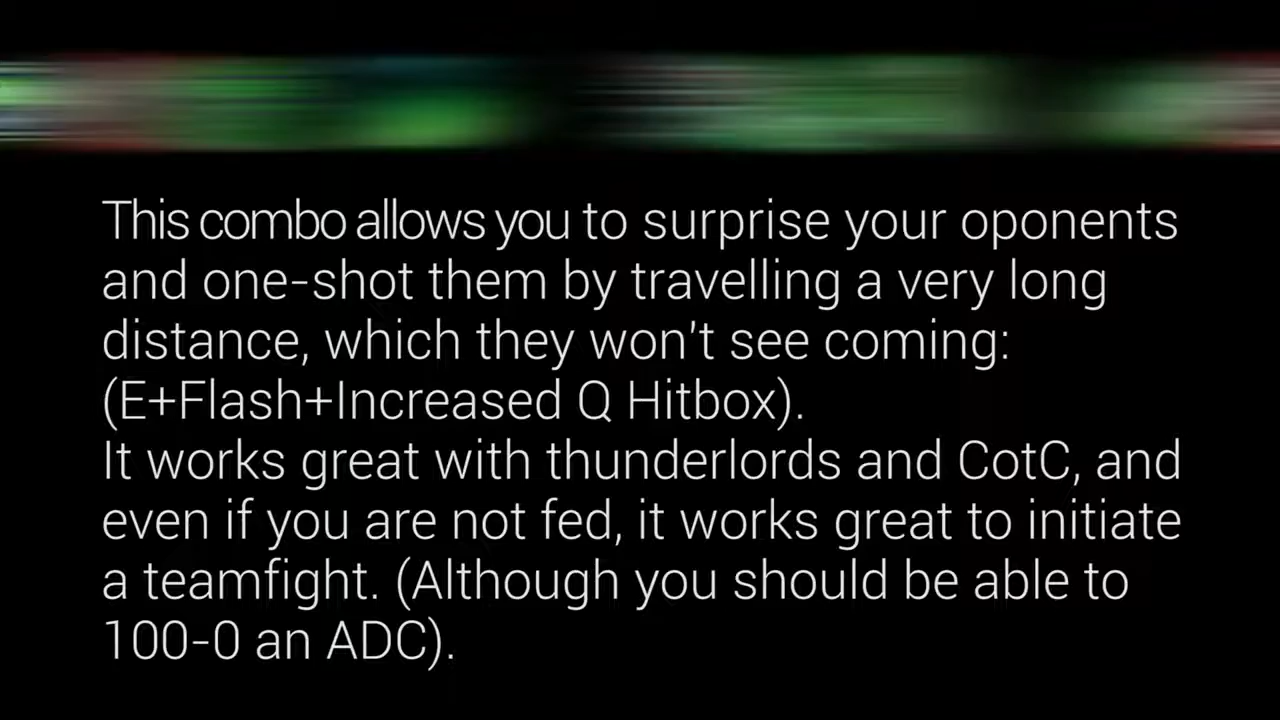 This combo allows you to surprise your oponents
and one-shot them by travelling a very long
distance, which they won't see coming:
(E+Flash+Increased Q Hitbox).
It works great with thunderlords and CotC, and
even if you are not fed, it works great to initiate
a teamfight. (Although you should be able to
100-0 an ADC).